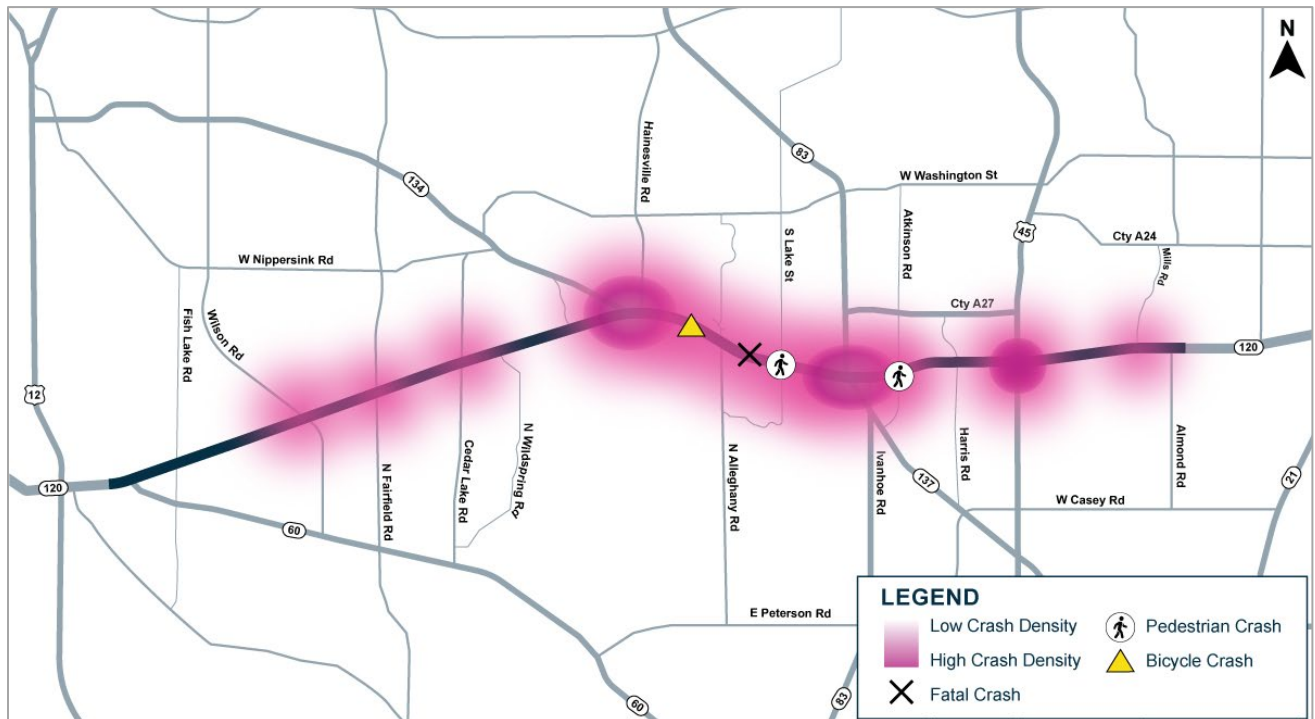 N
Hainesville Rd
83
134
W Washington St
Atkinson Rd
S Lake St
45
Cty A24
Mills Rd
W Nippersink Rd
Cty A27
Fish Lake Rd
Wilson Rd
120
12
N Fairfield Rd
Cedar Lake Rd
N Wildspring Rd
N Alleghany Rd
Ivanhoe Rd
Harris Rd
Almond Rd
120
137
21
W Casey Rd
60
E Peterson Rd
60
83
LEGEND
Low Crash Density
High Crash Density
Fatal Crash
Pedestrian Crash
Bicycle Crash